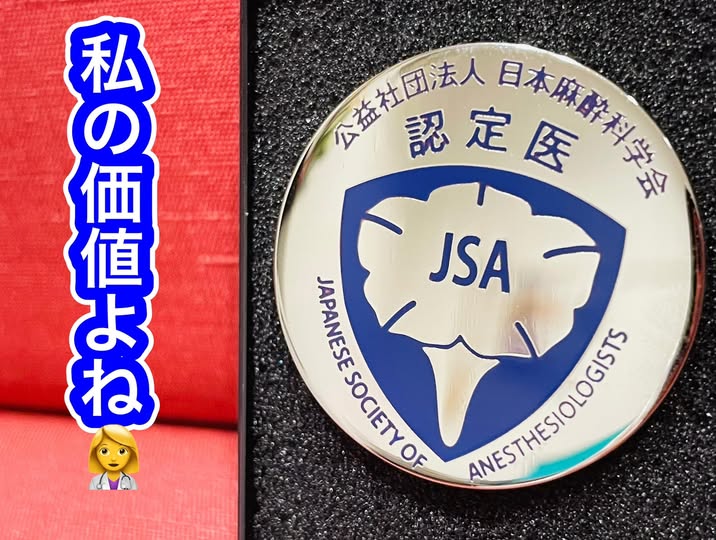 私の価値よね
公益社団法人 日本麻酔科学会
認定医
JSA
JAPANESE SOCIETY OF
ANESTHESIOLOGISTS